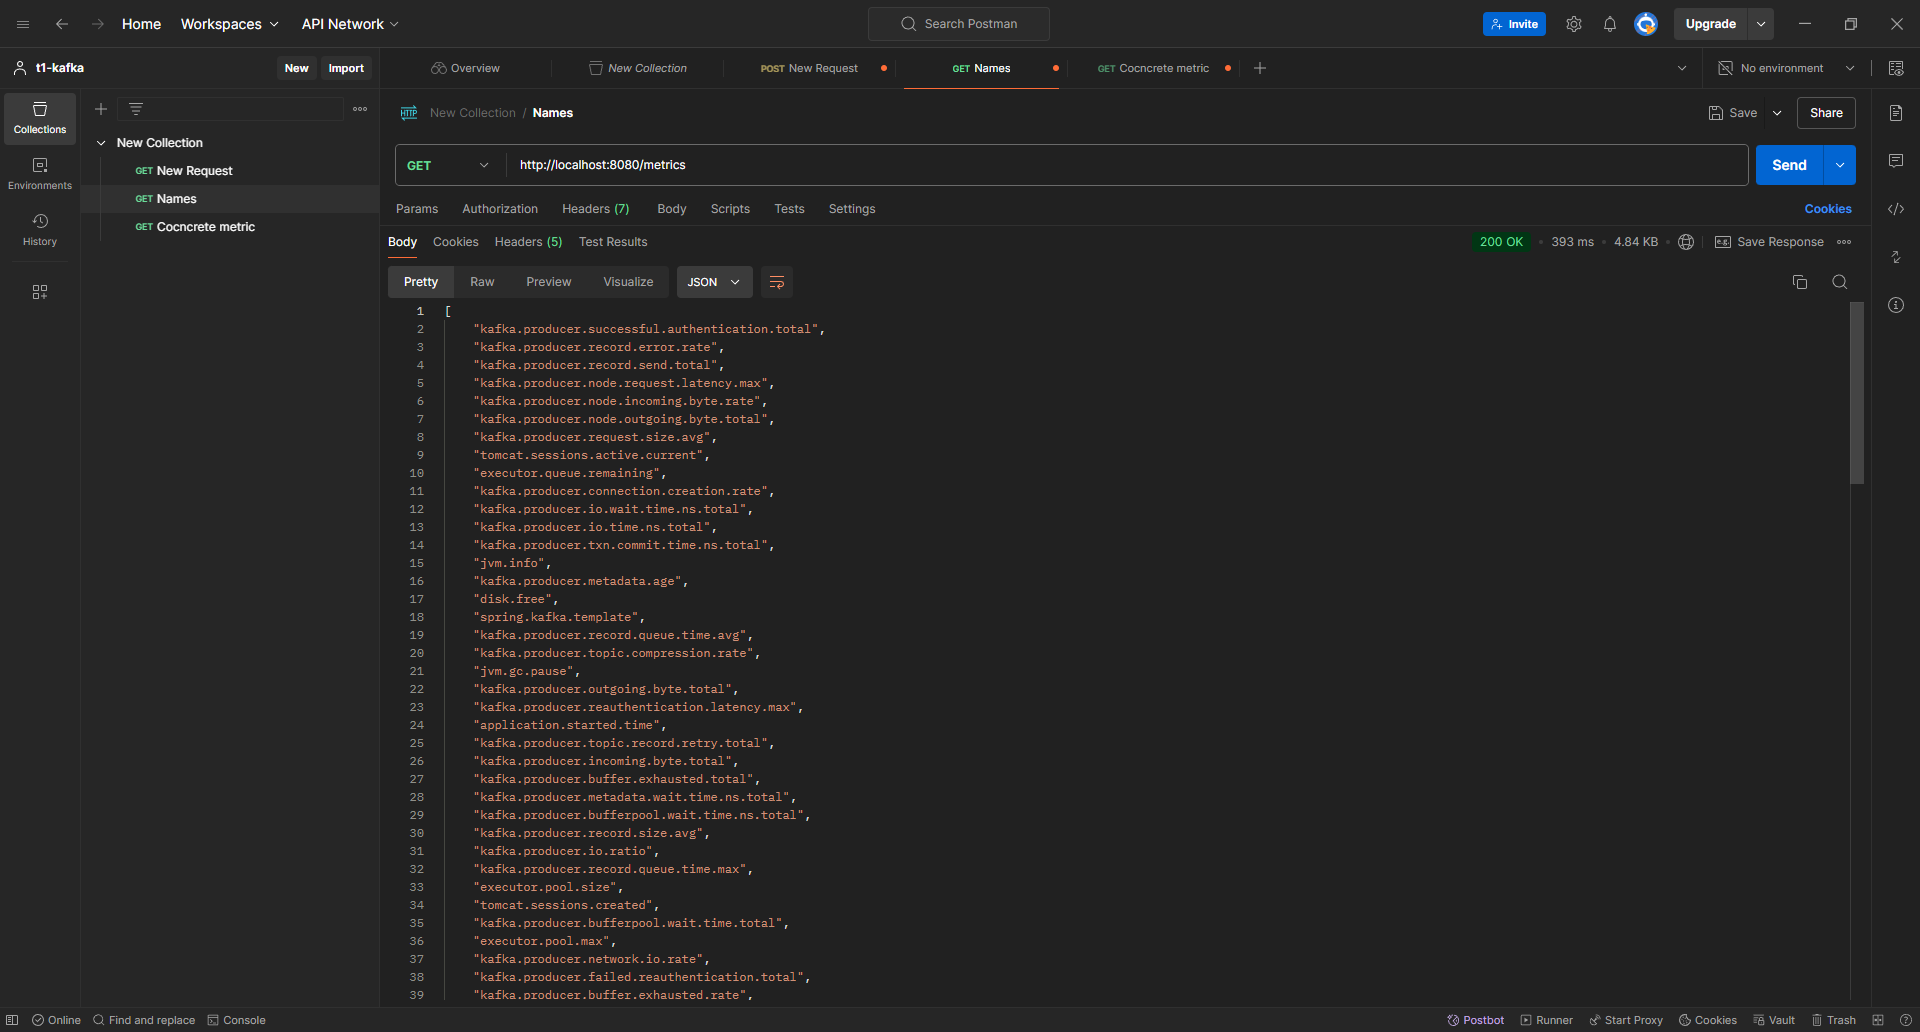 Home Workspaces API Network Search Postman Invite Upgrade
t1-kafka New Import Overview New Collection POST New Request GET Names GET Cocncrete metric No environment
Collections
Environments
History
New Collection
GET New Request
GET Names
GET Cocncrete metric
HTTP New Collection / Names Save Share
GET http://localhost:8080/metrics Send
Params Authorization Headers (7) Body Scripts Tests Settings Cookies
Body Cookies Headers (5) Test Results 200 OK • 393 ms • 4.84 KB e.g. Save Response
Pretty Raw Preview Visualize JSON
1 [
2 "kafka.producer.successful.authentication.total",
3 "kafka.producer.record.error.rate",
4 "kafka.producer.record.send.total",
5 "kafka.producer.node.request.latency.max",
6 "kafka.producer.node.incoming.byte.rate",
7 "kafka.producer.node.outgoing.byte.total",
8 "kafka.producer.request.size.avg",
9 "tomcat.sessions.active.current",
10 "executor.queue.remaining",
11 "kafka.producer.connection.creation.rate",
12 "kafka.producer.io.wait.time.ns.total",
13 "kafka.producer.io.time.ns.total",
14 "kafka.producer.txn.commit.time.ns.total",
15 "jvm.info",
16 "kafka.producer.metadata.age",
17 "disk.free",
18 "spring.kafka.template",
19 "kafka.producer.record.queue.time.avg",
20 "kafka.producer.topic.compression.rate",
21 "jvm.gc.pause",
22 "kafka.producer.outgoing.byte.total",
23 "kafka.producer.reauthentication.latency.max",
24 "application.started.time",
25 "kafka.producer.topic.record.retry.total",
26 "kafka.producer.incoming.byte.total",
27 "kafka.producer.buffer.exhausted.total",
28 "kafka.producer.metadata.wait.time.ns.total",
29 "kafka.producer.bufferpool.wait.time.ns.total",
30 "kafka.producer.record.size.avg",
31 "kafka.producer.io.ratio",
32 "kafka.producer.record.queue.time.max",
33 "executor.pool.size",
34 "tomcat.sessions.created",
35 "kafka.producer.bufferpool.wait.time.total",
36 "executor.pool.max",
37 "kafka.producer.network.io.rate",
38 "kafka.producer.failed.reauthentication.total",
39 "kafka.producer.buffer.exhausted.rate",
Online Find and replace Console Postbot Runner Start Proxy Cookies Vault Trash